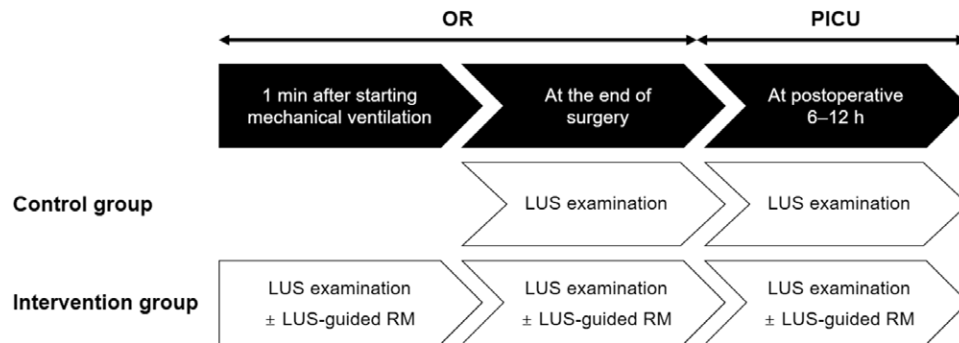 OR
PICU
1 min after starting
mechanical ventilation
At the end of
surgery
At postoperative
6–12 h
Control group
LUS examination
LUS examination
Intervention group
LUS examination
± LUS-guided RM
LUS examination
± LUS-guided RM
LUS examination
± LUS-guided RM